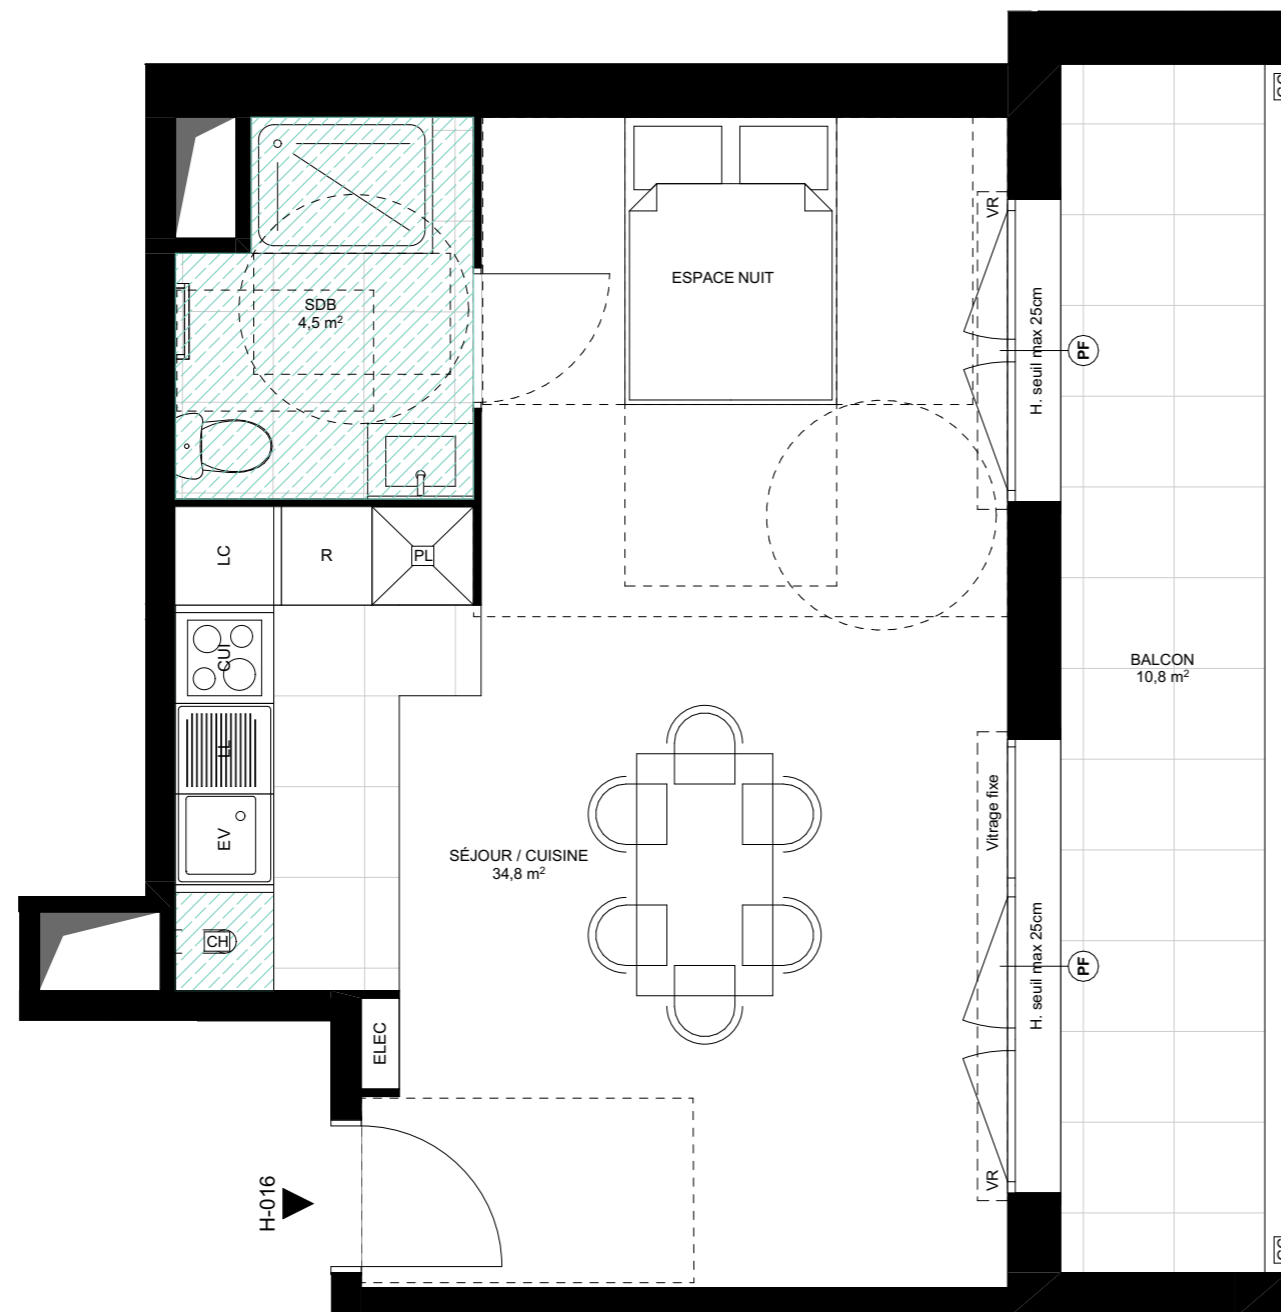 VR
ESPACE NUIT
SDB
4,5 m²
H. seuil max 25cm
PF
LC
R
PL
CUI
BALCON
10,8 m²
LL
Vitrage fixe
EV
SÉJOUR / CUISINE
34,8 m²
CH
H. seuil max 25cm
PF
ELEC
VR
H-016